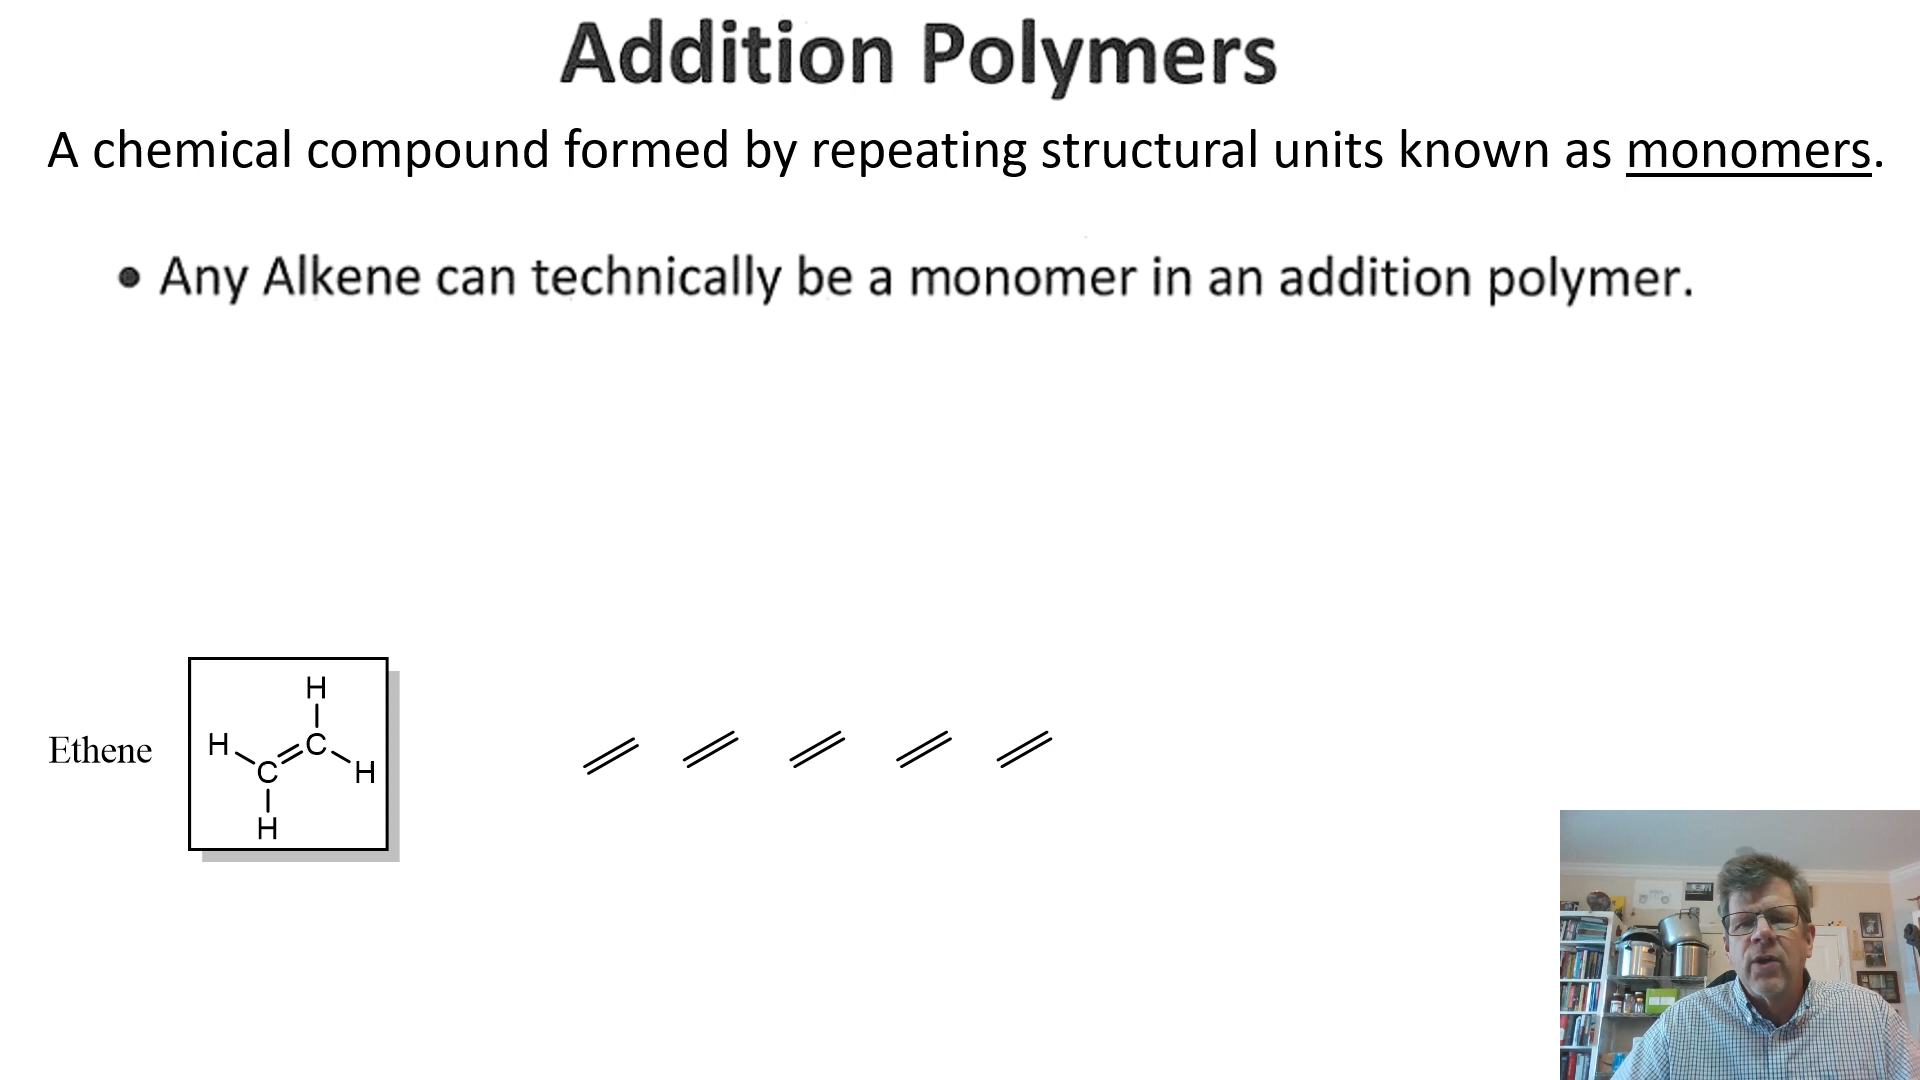 Addition Polymers
A chemical compound formed by repeating structural units known as monomers.
• Any Alkene can technically be a monomer in an addition polymer.
Ethene
H
H C
C H
H